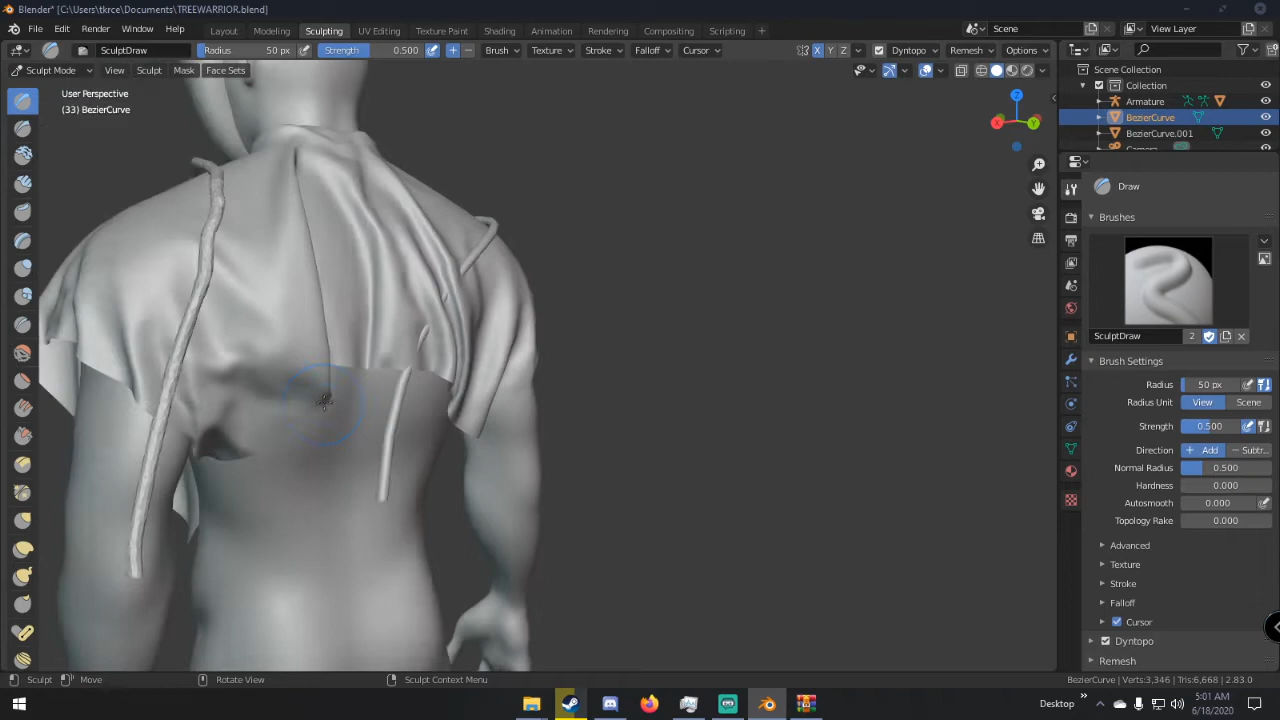 Blender* [C:\Users\tkrce\Documents\TREEWARRIOR.blend]
File Edit Render Window Help Layout Modeling Sculpting UV Editing Texture Paint Shading Animation Rendering Compositing Scripting + Scene View Layer
SculptDraw Radius 50 px Strength 0.500 Brush Texture Stroke Falloff Cursor X Y Z Dyntopo Remesh Options
Sculpt Mode View Sculpt Mask Face Sets
Scene Collection
Collection
Armature
BezierCurve
BezierCurve.001
Camera
User Perspective
(33) BezierCurve
X Y Z
Draw
Brushes
SculptDraw 2
Brush Settings
Radius 50 px
Radius Unit View Scene
Strength 0.500
Direction + Add − Subtr...
Normal Radius 0.500
Hardness 0.000
Autosmooth 0.000
Topology Rake 0.000
Advanced
Texture
Stroke
Falloff
Cursor
Dyntopo
Remesh
Sculpt Move Rotate View Sculpt Context Menu BezierCurve | Verts:3,346 | Tris:6,668 | 2.83.0
Desktop 5:01 AM
6/18/2020